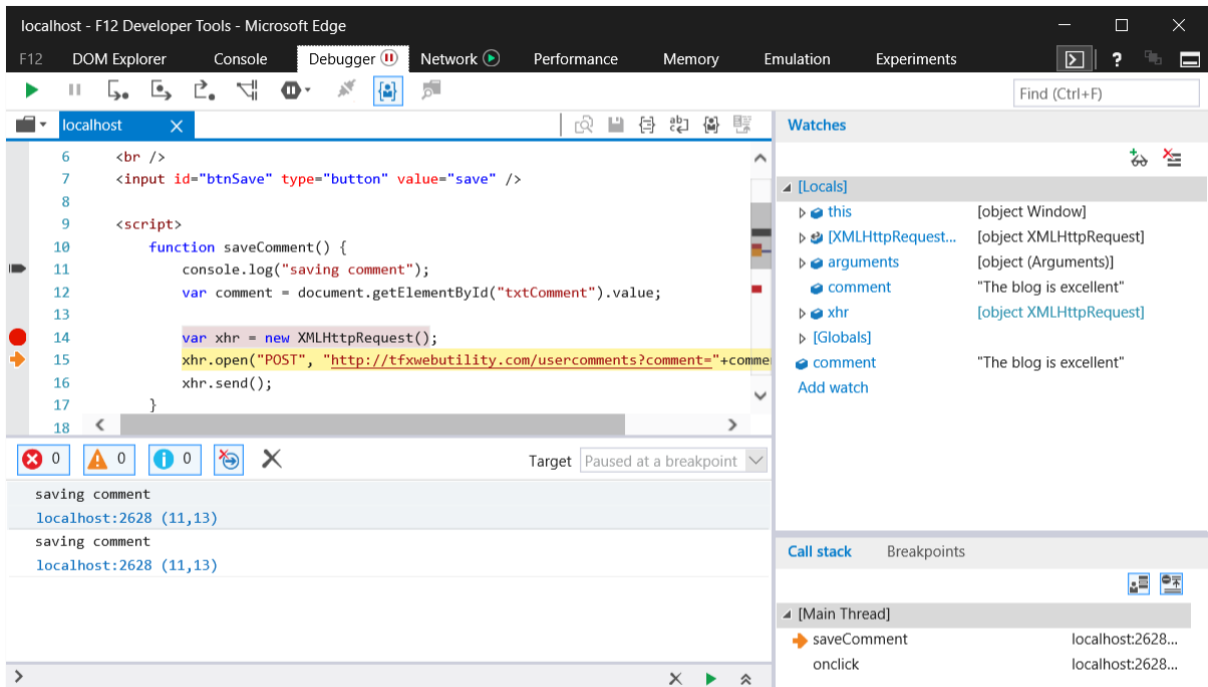 localhost - F12 Developer Tools - Microsoft Edge
F12 DOM Explorer Console Debugger Network Performance Memory Emulation Experiments ?
Find (Ctrl+F)
localhost
Watches
6 <br />
7 <input id="btnSave" type="button" value="save" />
8
9 <script>
10 function saveComment() {
11 console.log("saving comment");
12 var comment = document.getElementById("txtComment").value;
13
14 var xhr = new XMLHttpRequest();
15 xhr.open("POST", "http://tfxwebutility.com/usercomments?comment="+comme
16 xhr.send();
17 }
18
[Locals]
this [object Window]
[XMLHttpRequest... [object XMLHttpRequest]
arguments [object (Arguments)]
comment "The blog is excellent"
xhr [object XMLHttpRequest]
[Globals]
comment "The blog is excellent"
Add watch
0 0 0 Target Paused at a breakpoint
saving comment
localhost:2628 (11,13)
saving comment
localhost:2628 (11,13)
Call stack Breakpoints
[Main Thread]
saveComment localhost:2628...
onclick localhost:2628...